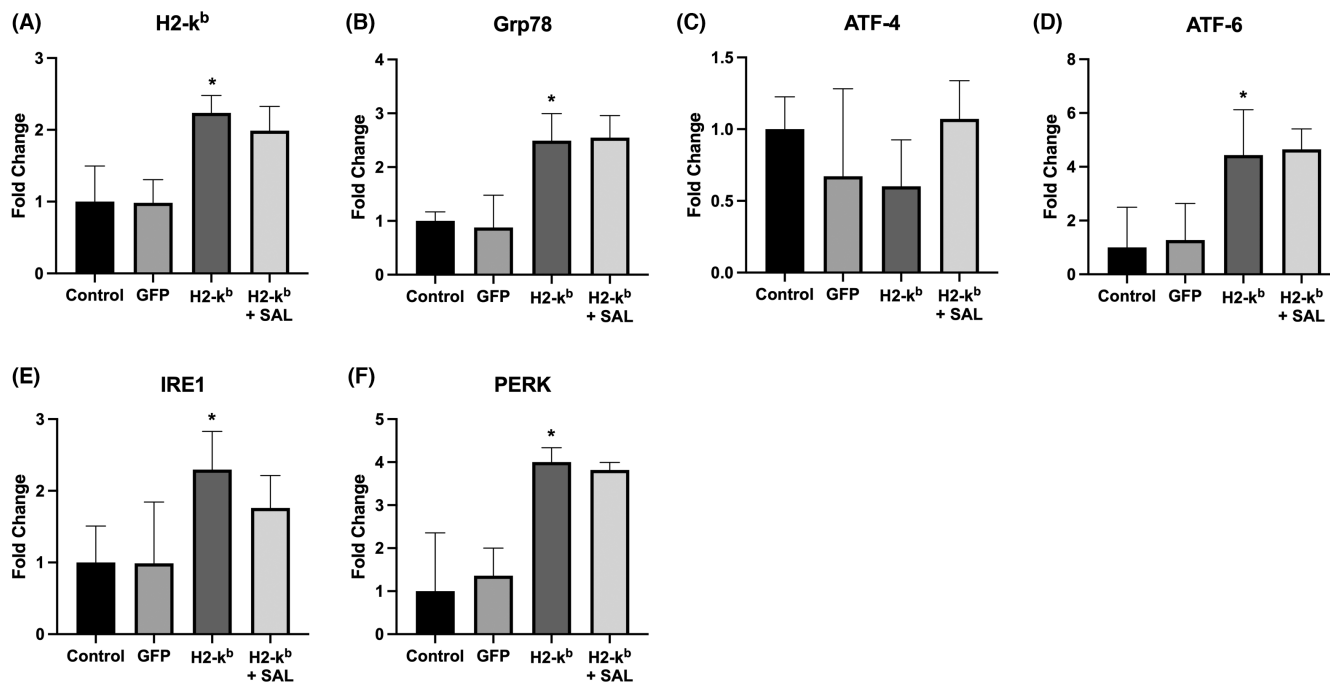 (A) H2-kᵇ
Fold Change
3
2
1
0
Control GFP H2-kᵇ H2-kᵇ
+ SAL
*
(B) Grp78
Fold Change
4
3
2
1
0
Control GFP H2-kᵇ H2-kᵇ
+ SAL
*
(C) ATF-4
Fold Change
1.5
1.0
0.5
0.0
Control GFP H2-kᵇ H2-kᵇ
+ SAL
(D) ATF-6
Fold Change
8
6
4
2
0
Control GFP H2-kᵇ H2-kᵇ
+ SAL
*
(E) IRE1
Fold Change
3
2
1
0
Control GFP H2-kᵇ H2-kᵇ
+ SAL
*
(F) PERK
Fold Change
5
4
3
2
1
0
Control GFP H2-kᵇ H2-kᵇ
+ SAL
*